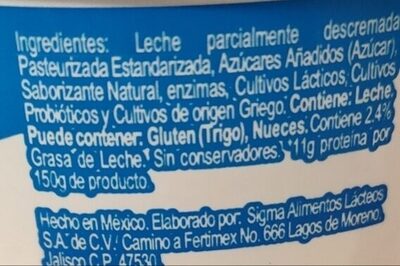 Ingredientes: Leche parcialmente descremada
Pasteurizada Estandarizada, Azúcares Añadidos (Azúcar),
Saborizante Natural, enzimas, Cultivos Lácticos, Cultivos
Probióticos y Cultivos de origen Griego. Contiene: Leche.
Puede contener: Gluten (Trigo), Nueces. Contiene 2.4%
Grasa de Leche. Sin conservadores. *11g proteína por
150g de producto.
Hecho en México. Elaborado por: Sigma Alimentos Lácteos
S.A. de C.V. Camino a Fertimex No. 666 Lagos de Moreno,
Jalisco C.P. 47530